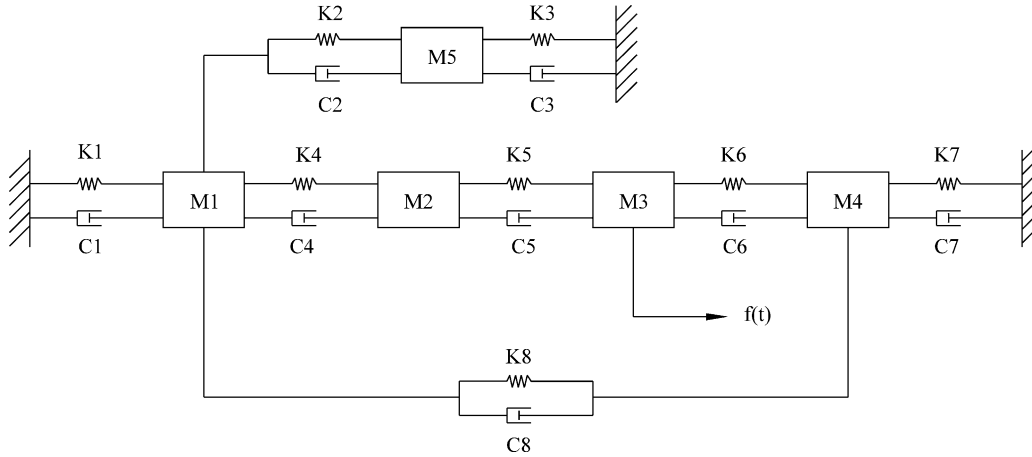 K2 K3
M5
C2 C3
K1 K4 K5 K6 K7
M1 M2 M3 M4
C1 C4 C5 C6 C7
f(t)
K8
C8